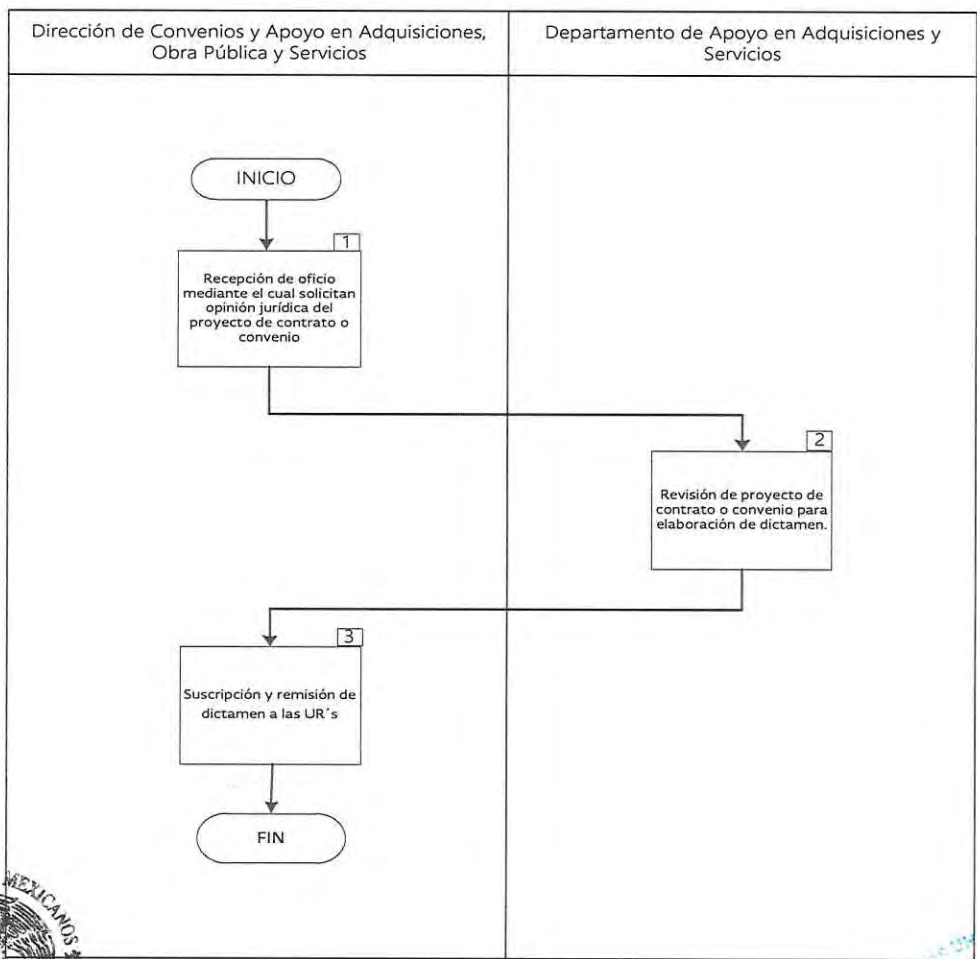 Dirección de Convenios y Apoyo en Adquisiciones,
Obra Pública y Servicios
Departamento de Apoyo en Adquisiciones y
Servicios
INICIO
1
Recepción de oficio
mediante el cual solicitan
opinión jurídica del
proyecto de contrato o
convenio
2
Revisión de proyecto de
contrato o convenio para
elaboración de dictamen.
3
Suscripción y remisión de
dictamen a las UR´s
FIN
MEXICANOS